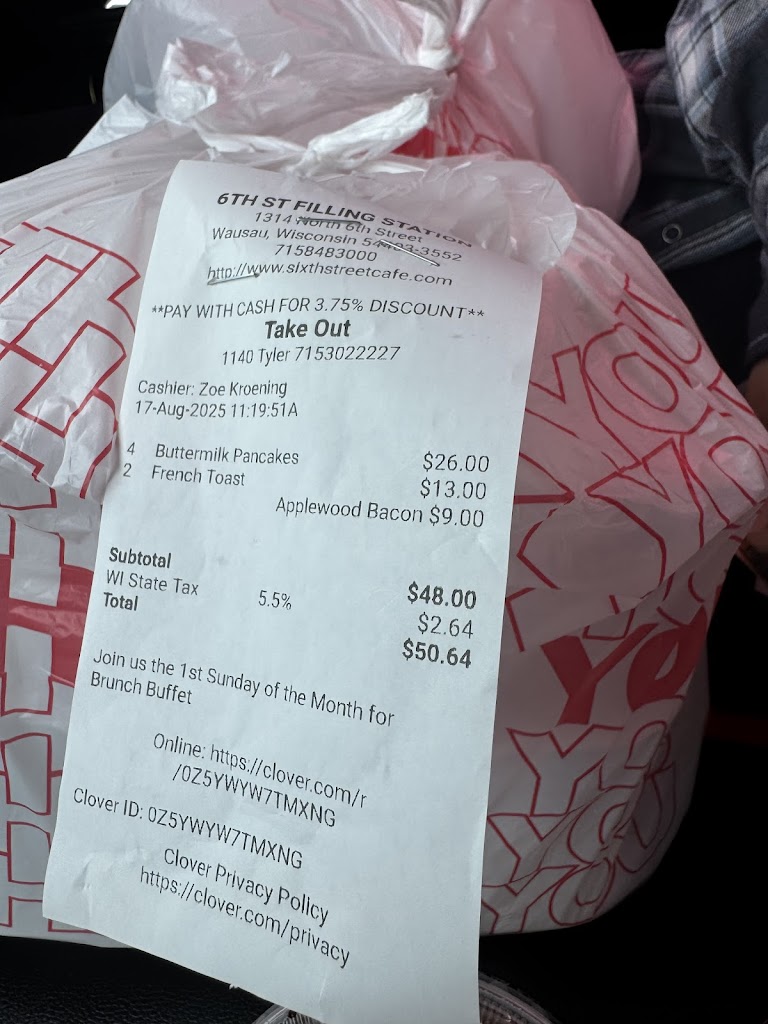 6TH ST FILLING STATION
1314 North 6th Street
Wausau, Wisconsin 54403-3552
7158483000
http://www.sixthstreetcafe.com
**PAY WITH CASH FOR 3.75% DISCOUNT**
Take Out
1140 Tyler 7153022227
Cashier: Zoe Kroening
17-Aug-2025 11:19:51A
4 Buttermilk Pancakes $26.00
2 French Toast $13.00
Applewood Bacon $9.00
Subtotal $48.00
WI State Tax 5.5% $2.64
Total $50.64
Join us the 1st Sunday of the Month for
Brunch Buffet
Online: https://clover.com/r
/0Z5YWYW7TMXNG
Clover ID: 0Z5YWYW7TMXNG
Clover Privacy Policy
https://clover.com/privacy
YOU